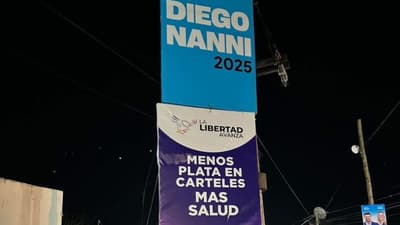 DIEGO
NANNI
2025
LA
LIBERTAD
AVANZA
MENOS
PLATA EN
CARTELES
MAS
SALUD